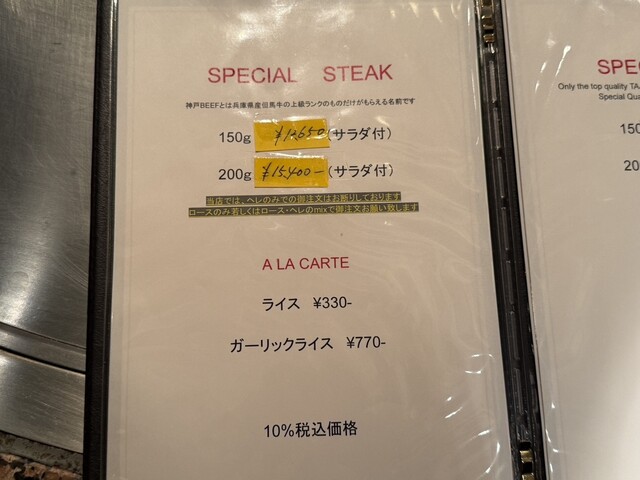 SPECIAL STEAK
神戸BEEFとは兵庫県産但馬牛の上級ランクのものだけがもらえる名前です
150g (サラダ付)
200g ¥15,400- (サラダ付)
当店では、ヘレのみでの御注文はお断りしております
ロースのみ若しくはロース・ヘレのmixで御注文お願い致します
A LA CARTE
ライス ¥330-
ガーリックライス ¥770-
10%税込価格
SPE
Only the top quality TA
Special Qua
150
20